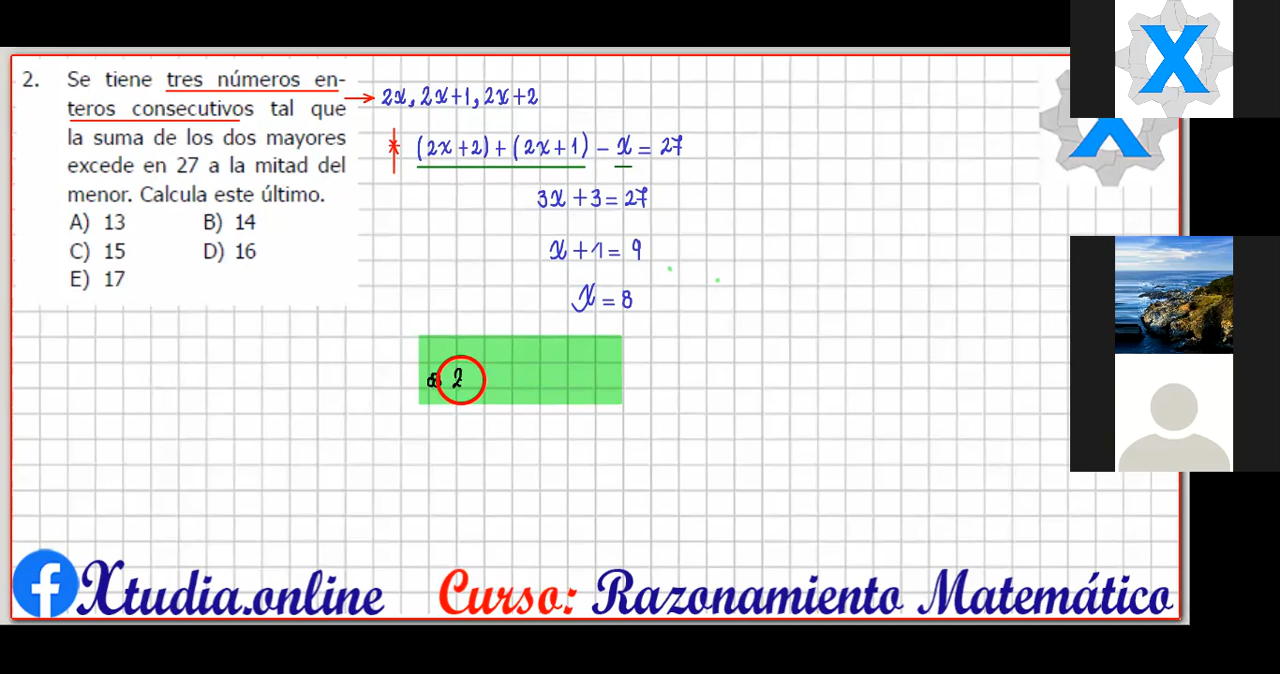 2. Se tiene tres números en-
teros consecutivos tal que
la suma de los dos mayores
excede en 27 a la mitad del
menor. Calcula este último.
A) 13 B) 14
C) 15 D) 16
E) 17
2x, 2x+1, 2x+2
* (2x+2)+(2x+1) - x = 27
3x+3=27
x+1=9
x=8
2
X
f Xtudia.online Curso: Razonamiento Matemático